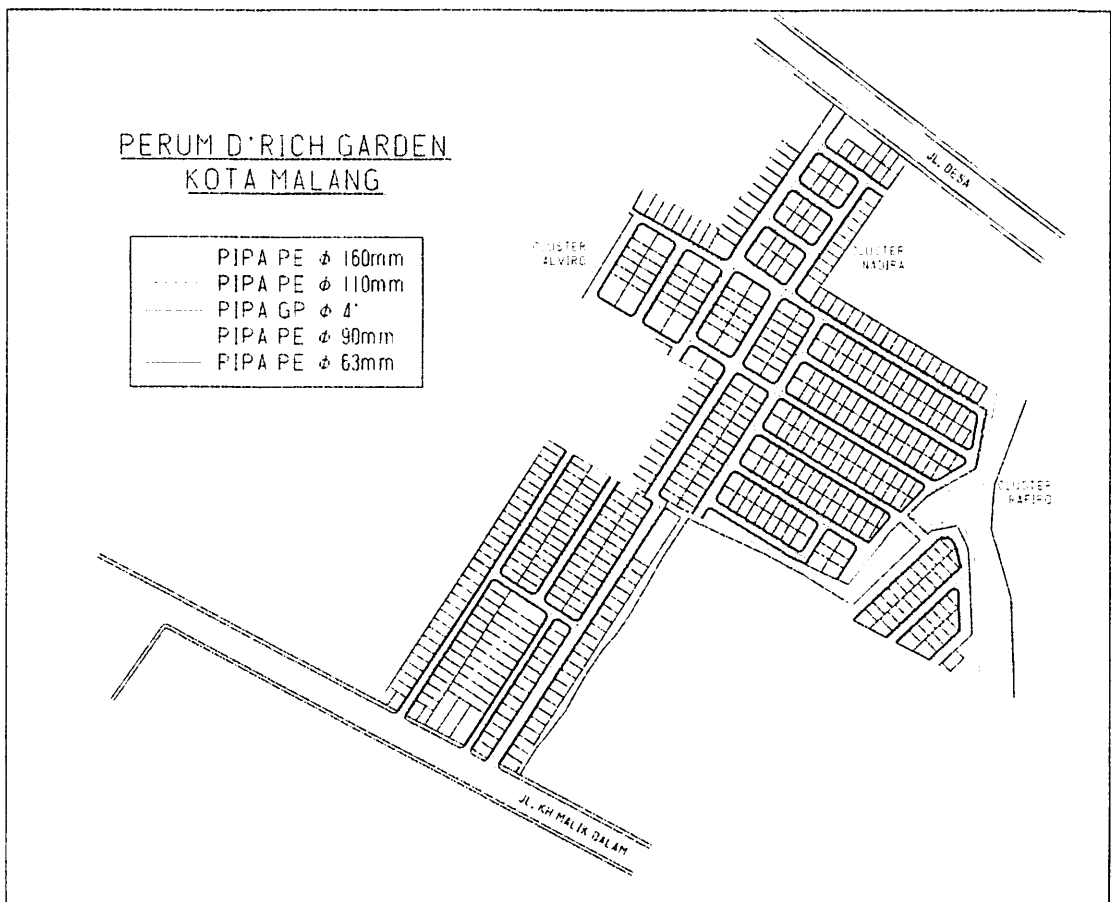 PERUM D'RICH GARDEN
KOTA MALANG
PIPA PE ϕ 160mm
PIPA PE ϕ 110mm
PIPA GP ϕ 4"
PIPA PE ϕ 90mm
PIPA PE ϕ 63mm
JL. DESA
CLUSTER
ALVIRO
CLUSTER
NADIRA
CLUSTER
RAFIRO
JL. KH MALIK DALAM